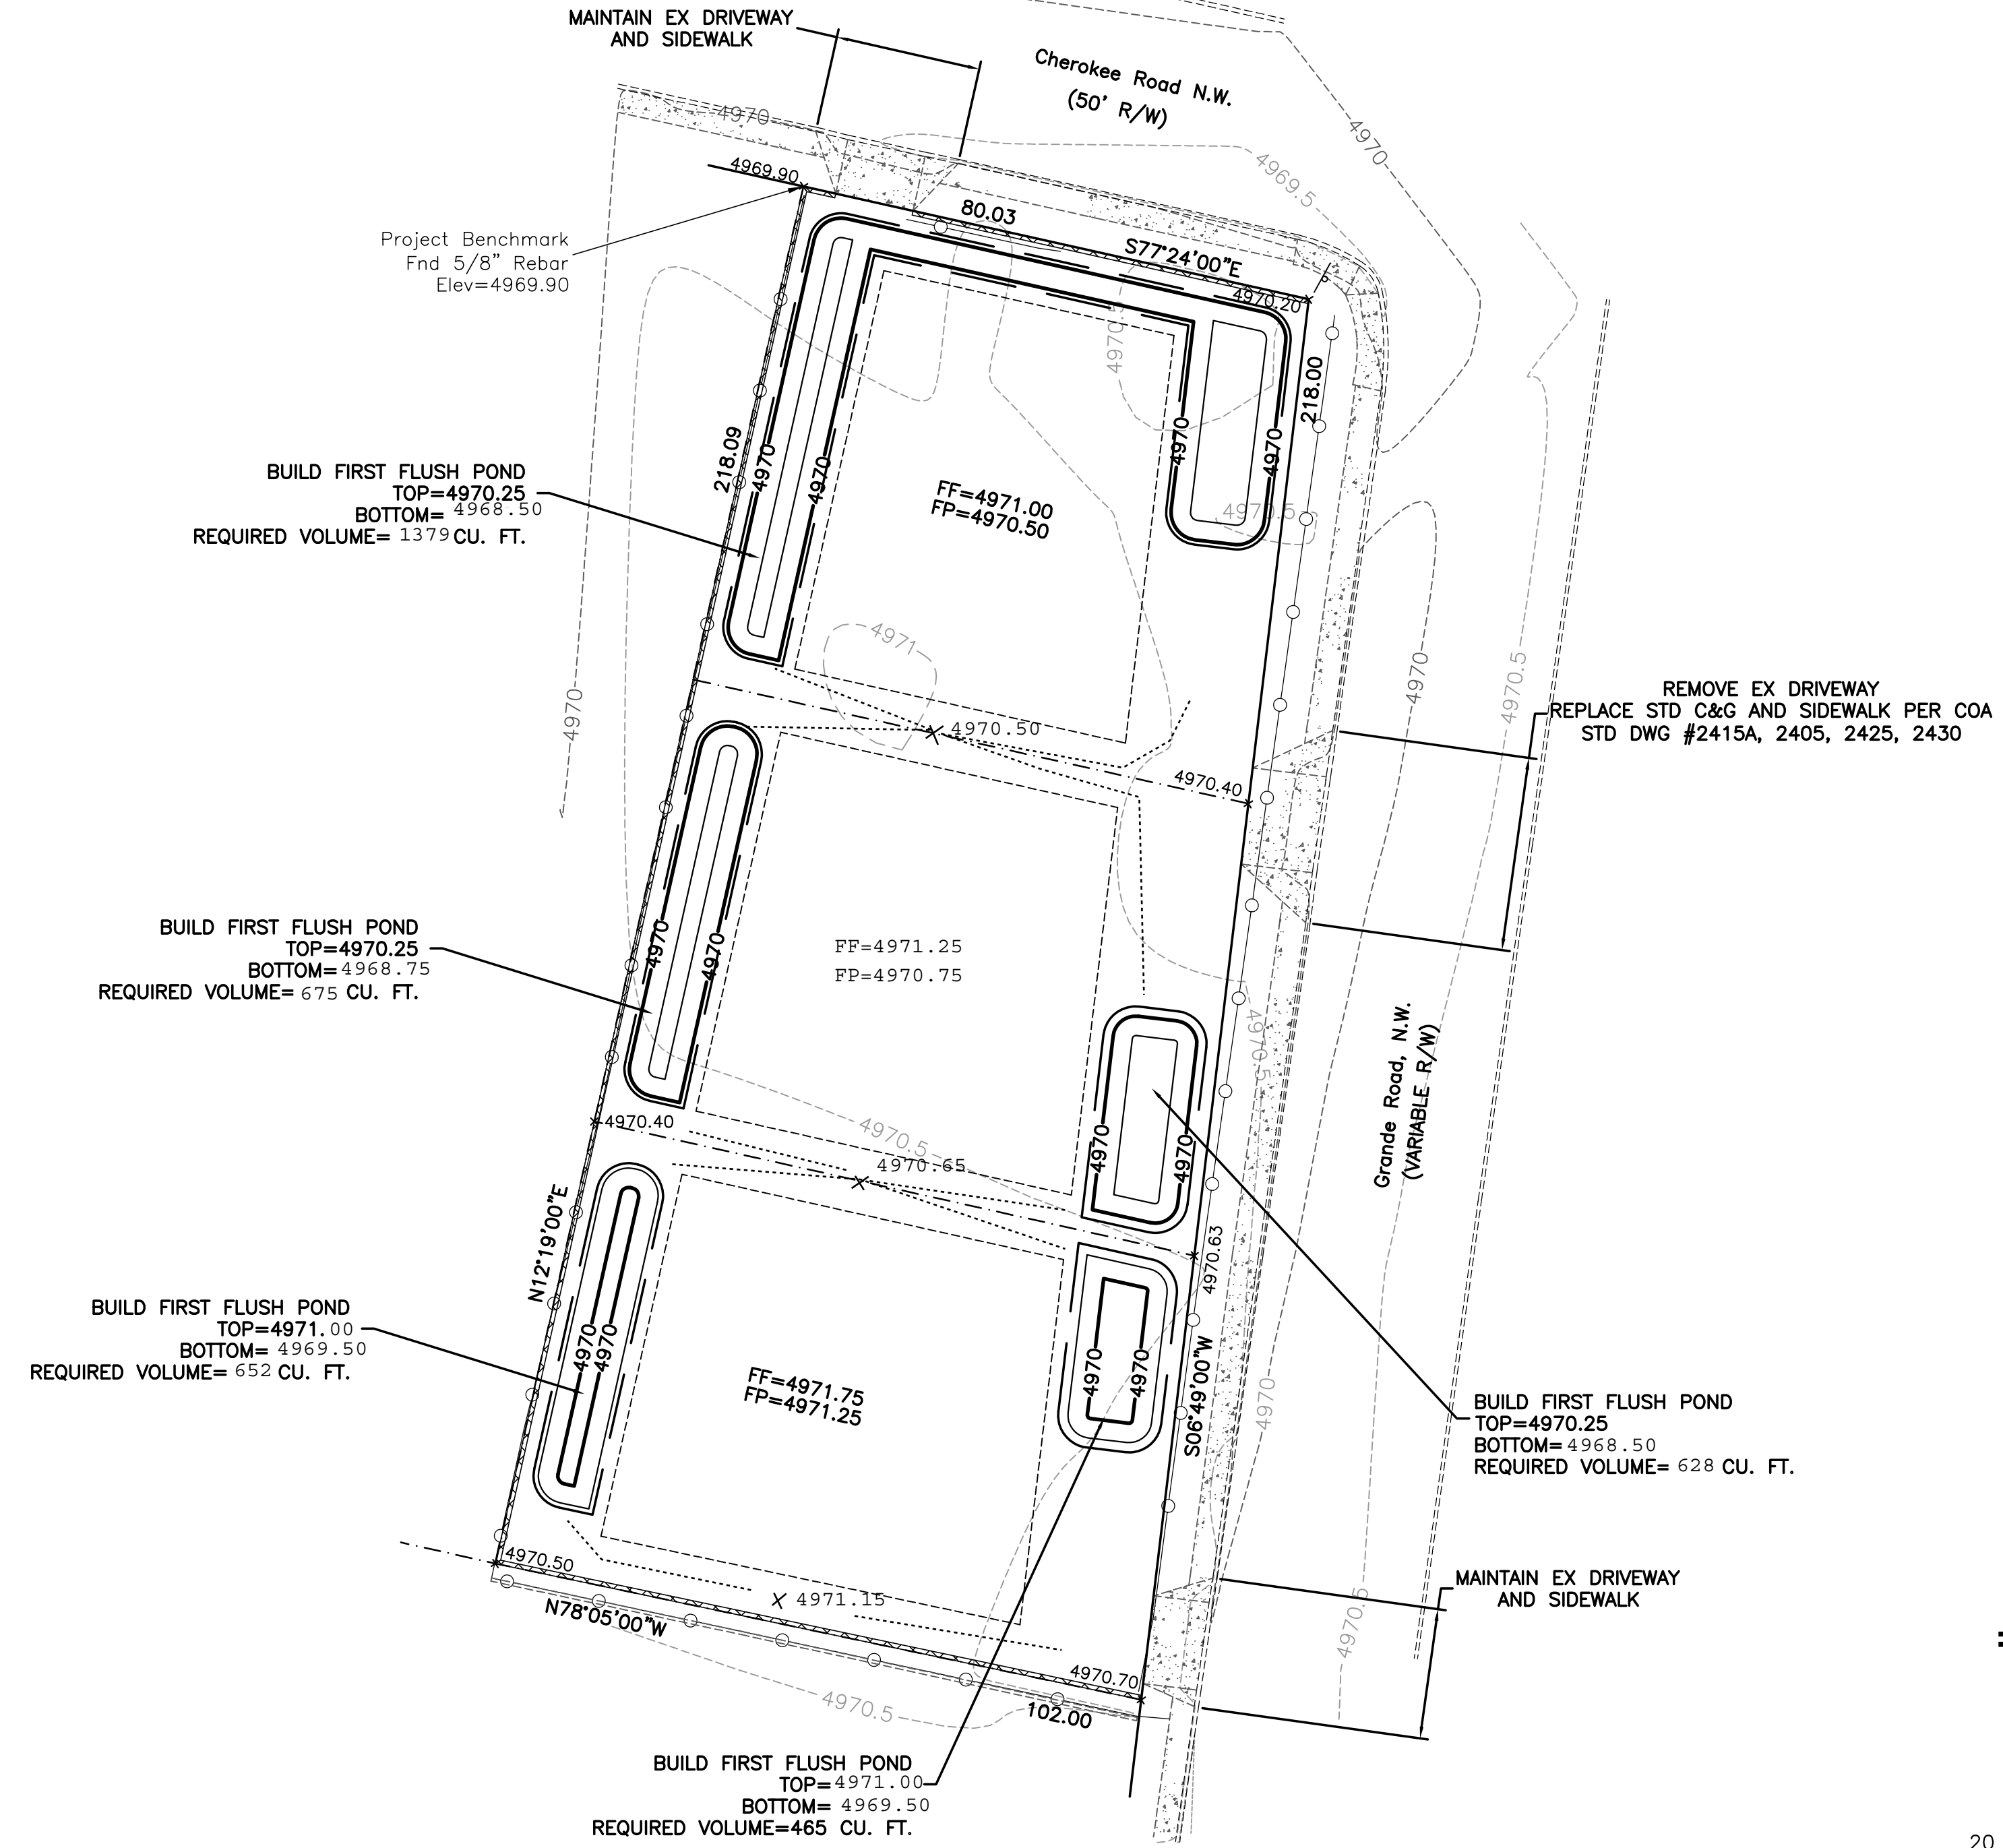 MAINTAIN EX DRIVEWAY
AND SIDEWALK
Cherokee Road N.W.
(50' R/W)
4970
4970
4969.5
4969.90
80.03
S77°24'00"E
4970.20
Project Benchmark
Fnd 5/8" Rebar
Elev=4969.90
218.00
218.09
4970
4970
4970
4970
4970.5
BUILD FIRST FLUSH POND
TOP=4970.25
BOTTOM= 4968.50
REQUIRED VOLUME= 1379 CU. FT.
FF=4971.00
FP=4970.50
4971
4970
4970
4970.5
4970.50
4970.40
REMOVE EX DRIVEWAY
REPLACE STD C&G AND SIDEWALK PER COA
STD DWG #2415A, 2405, 2425, 2430
BUILD FIRST FLUSH POND
TOP=4970.25
BOTTOM= 4968.75
REQUIRED VOLUME= 675 CU. FT.
4970
4970
FF=4971.25
FP=4970.75
4970.5
Grande Road, N.W.
(VARIABLE R/W)
4970.40
4970.5
4970.65
4970
4970
4970.63
N12°19'00"E
BUILD FIRST FLUSH POND
TOP=4971.00
BOTTOM= 4969.50
REQUIRED VOLUME= 652 CU. FT.
4970
4970
FF=4971.75
FP=4971.25
4970
4970
S06°49'00"W
4970
BUILD FIRST FLUSH POND
TOP=4970.25
BOTTOM= 4968.50
REQUIRED VOLUME= 628 CU. FT.
4970.50
4971.15
N78°05'00"W
4970.70
102.00
4970.5
4970.5
MAINTAIN EX DRIVEWAY
AND SIDEWALK
BUILD FIRST FLUSH POND
TOP=4971.00
BOTTOM= 4969.50
REQUIRED VOLUME=465 CU. FT.
20